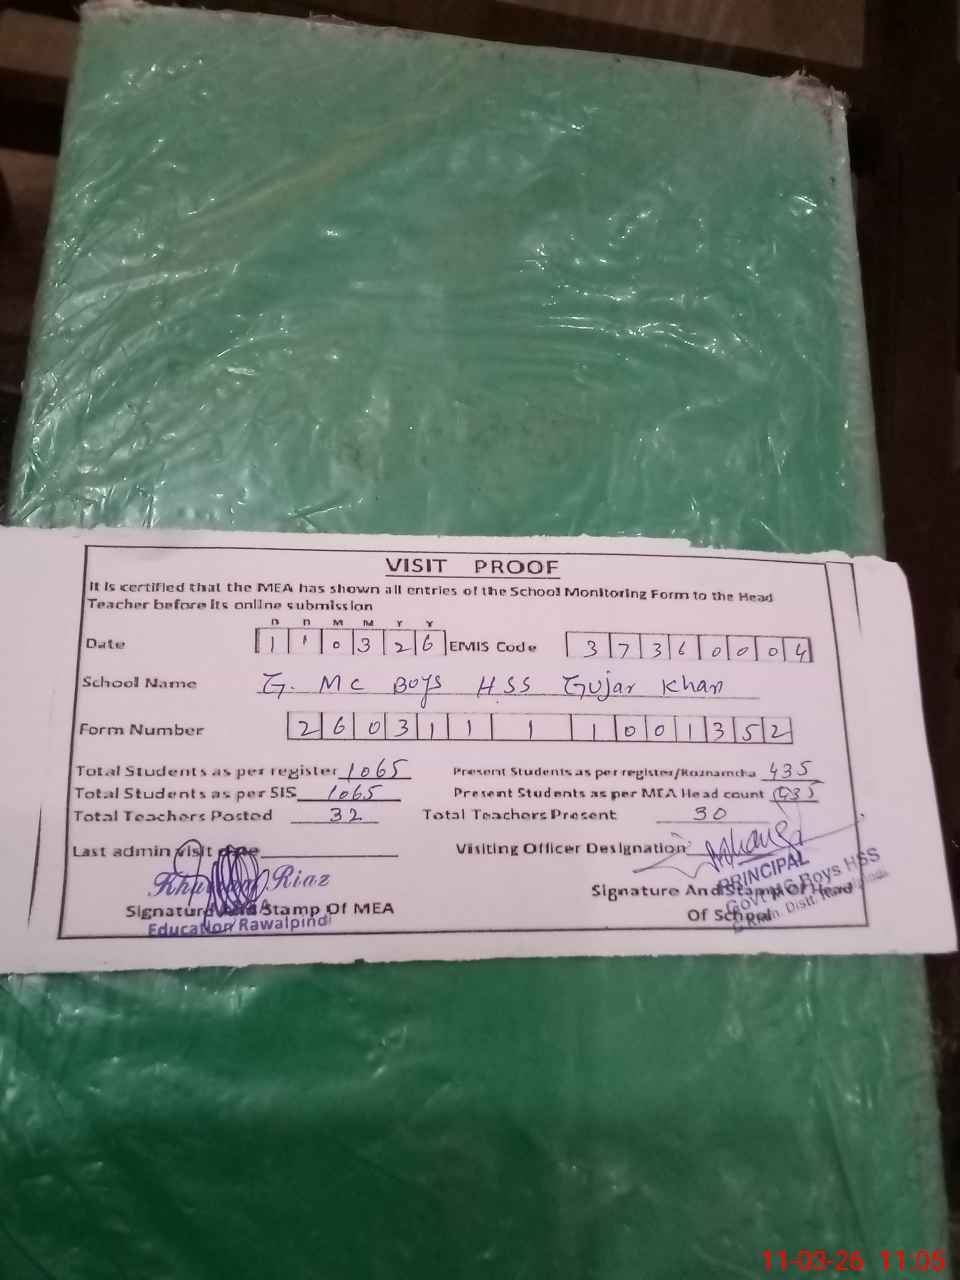 VISIT PROOF
It is certified that the MEA has shown all entries of the School Monitoring Form to the Head
Teacher before its online submission
D D M M Y Y
Date 1 1 0 3 2 6 EMIS Code 3 7 3 6 0 0 0 4
School Name G. MC Boys HSS Gujar Khan
Form Number 2 6 0 3 1 1 1 1 0 0 1 3 5 2
Total Students as per register 1065 Present Students as per register/Roznamcha 435
Total Students as per SIS 1065 Present Students as per MEA Head count 435
Total Teachers Posted 32 Total Teachers Present 30
Last admin visit date Visiting Officer Designation
Riaz
PRINCIPAL
Signature And Stamp Of MEA Signature And Stamp Of Head
Govt MC Boys HSS
Of School
Education Rawalpindi
11-03-26 11:05